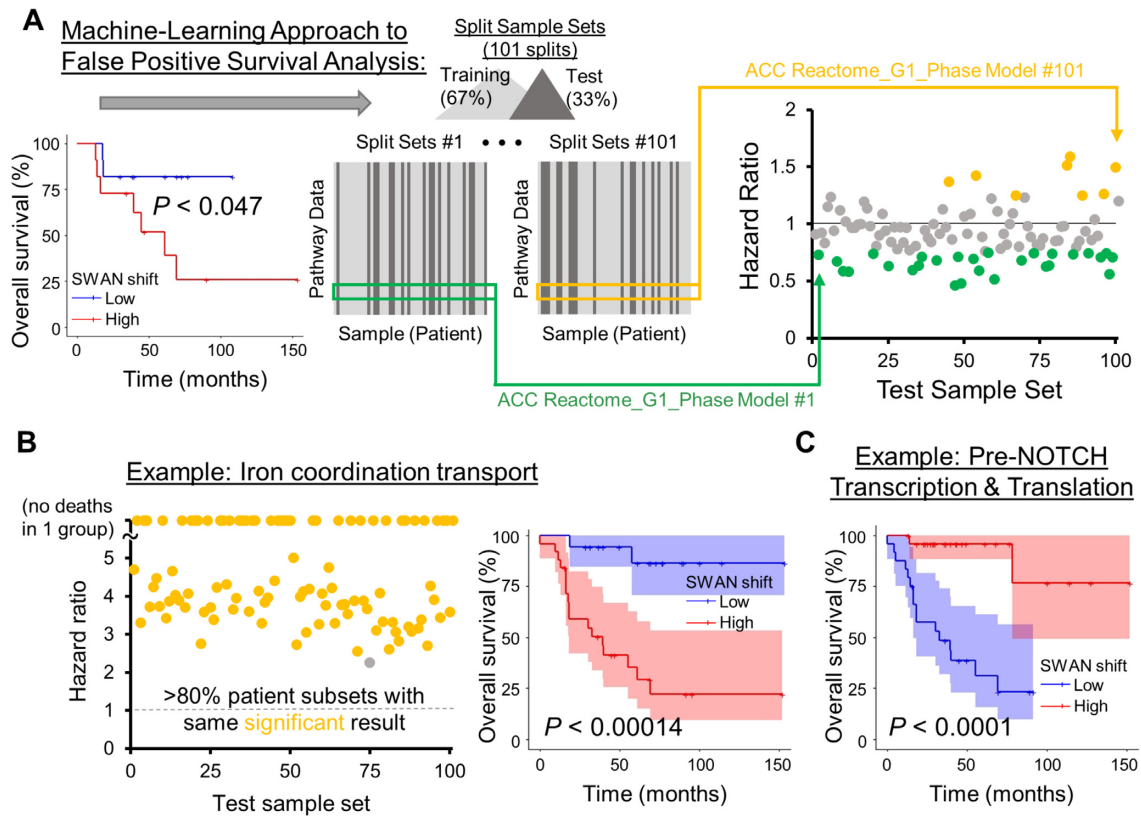 A
Machine-Learning Approach to
False Positive Survival Analysis:
Split Sample Sets
(101 splits)
Training
(67%)
Test
(33%)
ACC Reactome_G1_Phase Model #101
Overall survival (%)
100
75
50
25
0
P < 0.047
SWAN shift
Low
High
0
50
100
150
Time (months)
Split Sets #1
• • •
Split Sets #101
Pathway Data
Sample (Patient)
Pathway Data
Sample (Patient)
ACC Reactome_G1_Phase Model #1
Hazard Ratio
2
1.5
1
0.5
0
0
25
50
75
100
Test Sample Set
B
Example: Iron coordination transport
(no deaths
in 1 group)
Hazard ratio
5
4
3
2
1
0
>80% patient subsets with
same significant result
0
25
50
75
100
Test sample set
Overall survival (%)
100
75
50
25
0
SWAN shift
Low
High
P < 0.00014
0
50
100
150
Time (months)
C
Example: Pre-NOTCH
Transcription & Translation
Overall survival (%)
100
75
50
25
0
SWAN shift
Low
High
P < 0.0001
0
50
100
150
Time (months)